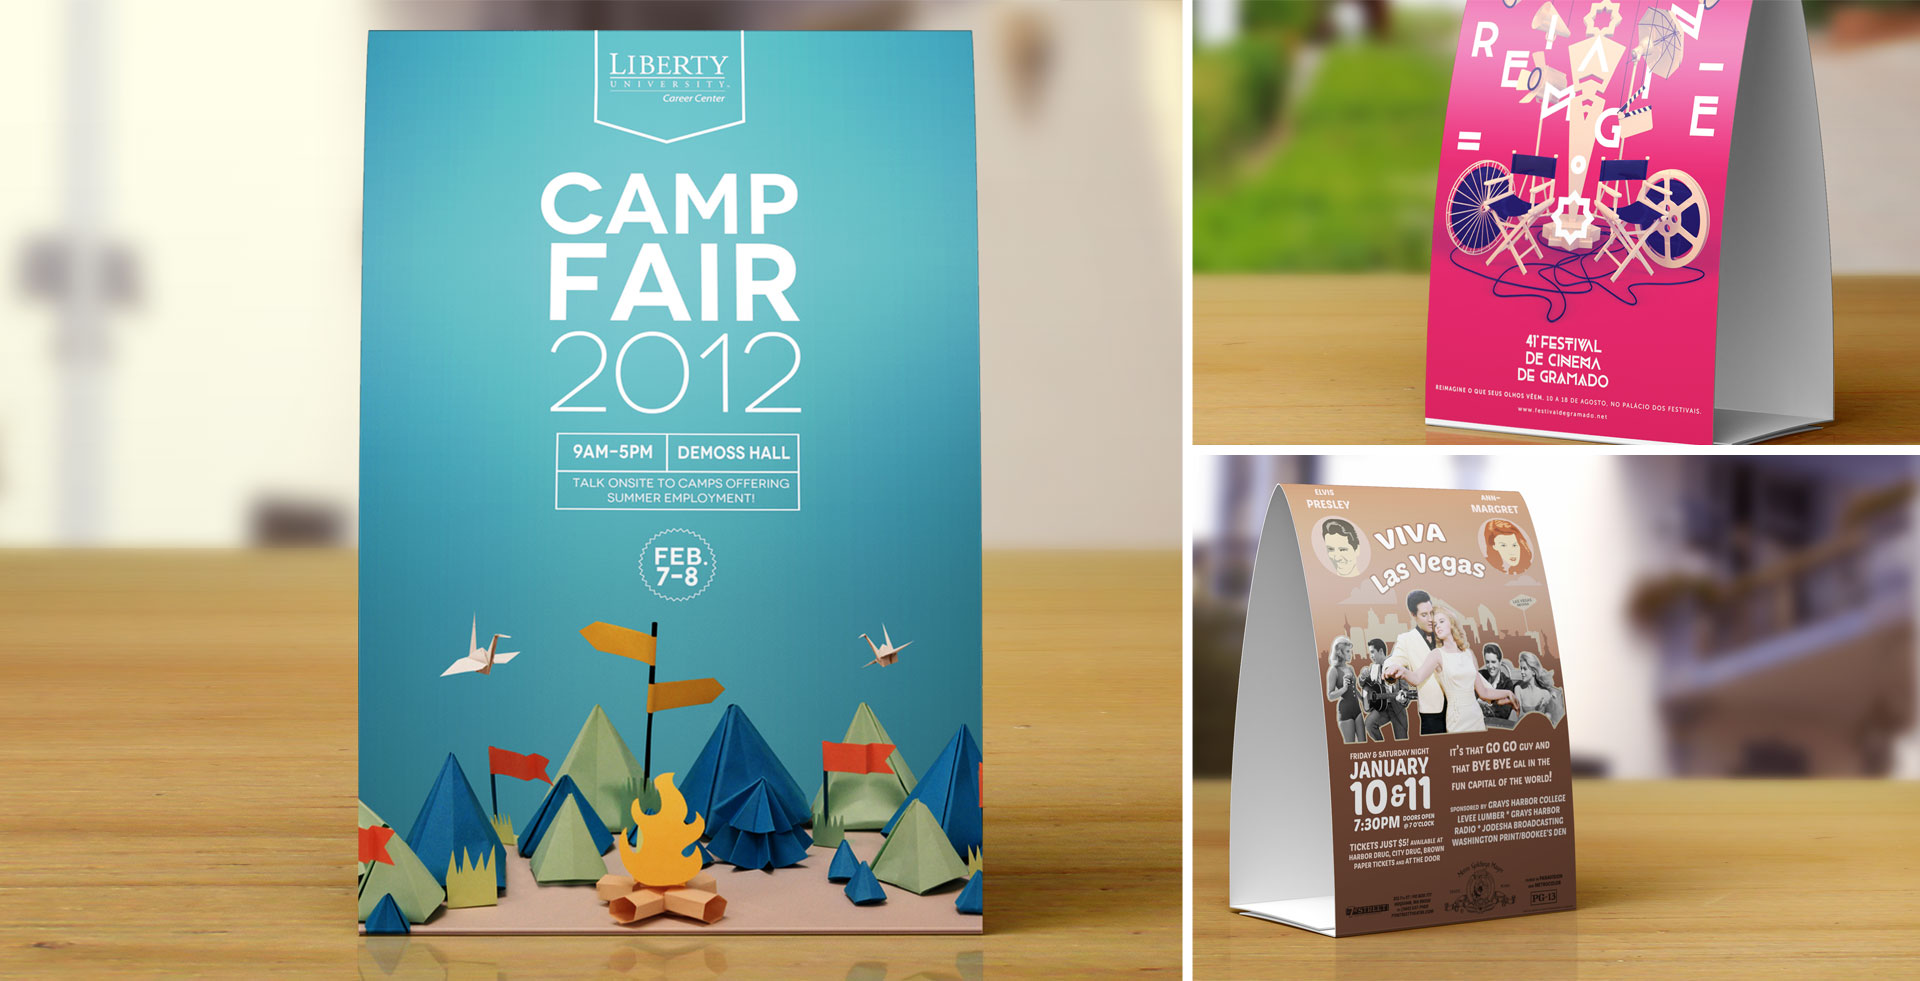 LIBERTY
UNIVERSITY
Career Center
CAMP
FAIR
2012
9AM–5PM
DEMOSS HALL
TALK ONSITE TO CAMPS OFFERING
SUMMER EMPLOYMENT!
FEB.
7–8
41º FESTIVAL
DE CINEMA
DE GRAMADO
REIMAGINE O QUE SEUS OLHOS VÊEM. 10 A 18 DE AGOSTO, NO PALÁCIO DOS FESTIVAIS.
www.festivaldegramado.net
ELVIS
PRESLEY
ANN–
MARGRET
VIVA
Las Vegas
FRIDAY & SATURDAY NIGHT
JANUARY
10 & 11
7:30PM DOORS OPEN
@ 7 O'CLOCK
TICKETS JUST $5! AVAILABLE AT
HARBOR DRUG, CITY DRUG, BROWN
PAPER TICKETS AND AT THE DOOR
IT'S THAT GO GO GUY AND
THAT BYE BYE GAL IN THE
FUN CAPITAL OF THE WORLD!
SPONSORED BY GRAYS HARBOR COLLEGE
LEVEE LUMBER * GRAYS HARBOR
RADIO * JODESHA BROADCASTING
WASHINGTON PRINT/BOOKEE'S DEN
7th STREET
PG-13